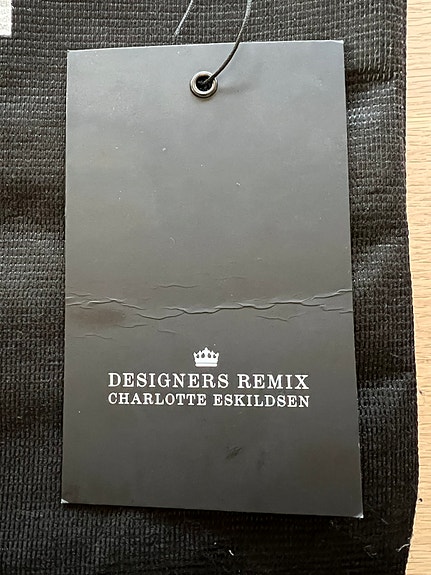 DESIGNERS REMIX
CHARLOTTE ESKILDSEN